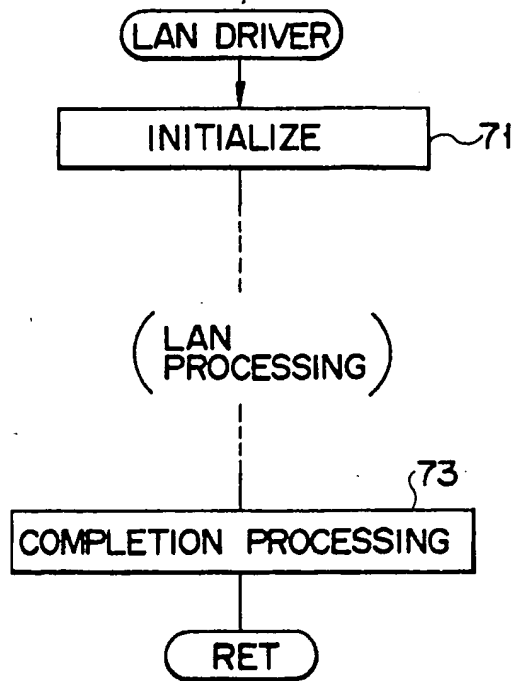 LAN DRIVER
INITIALIZE
71
(LAN
PROCESSING)
73
COMPLETION PROCESSING
RET